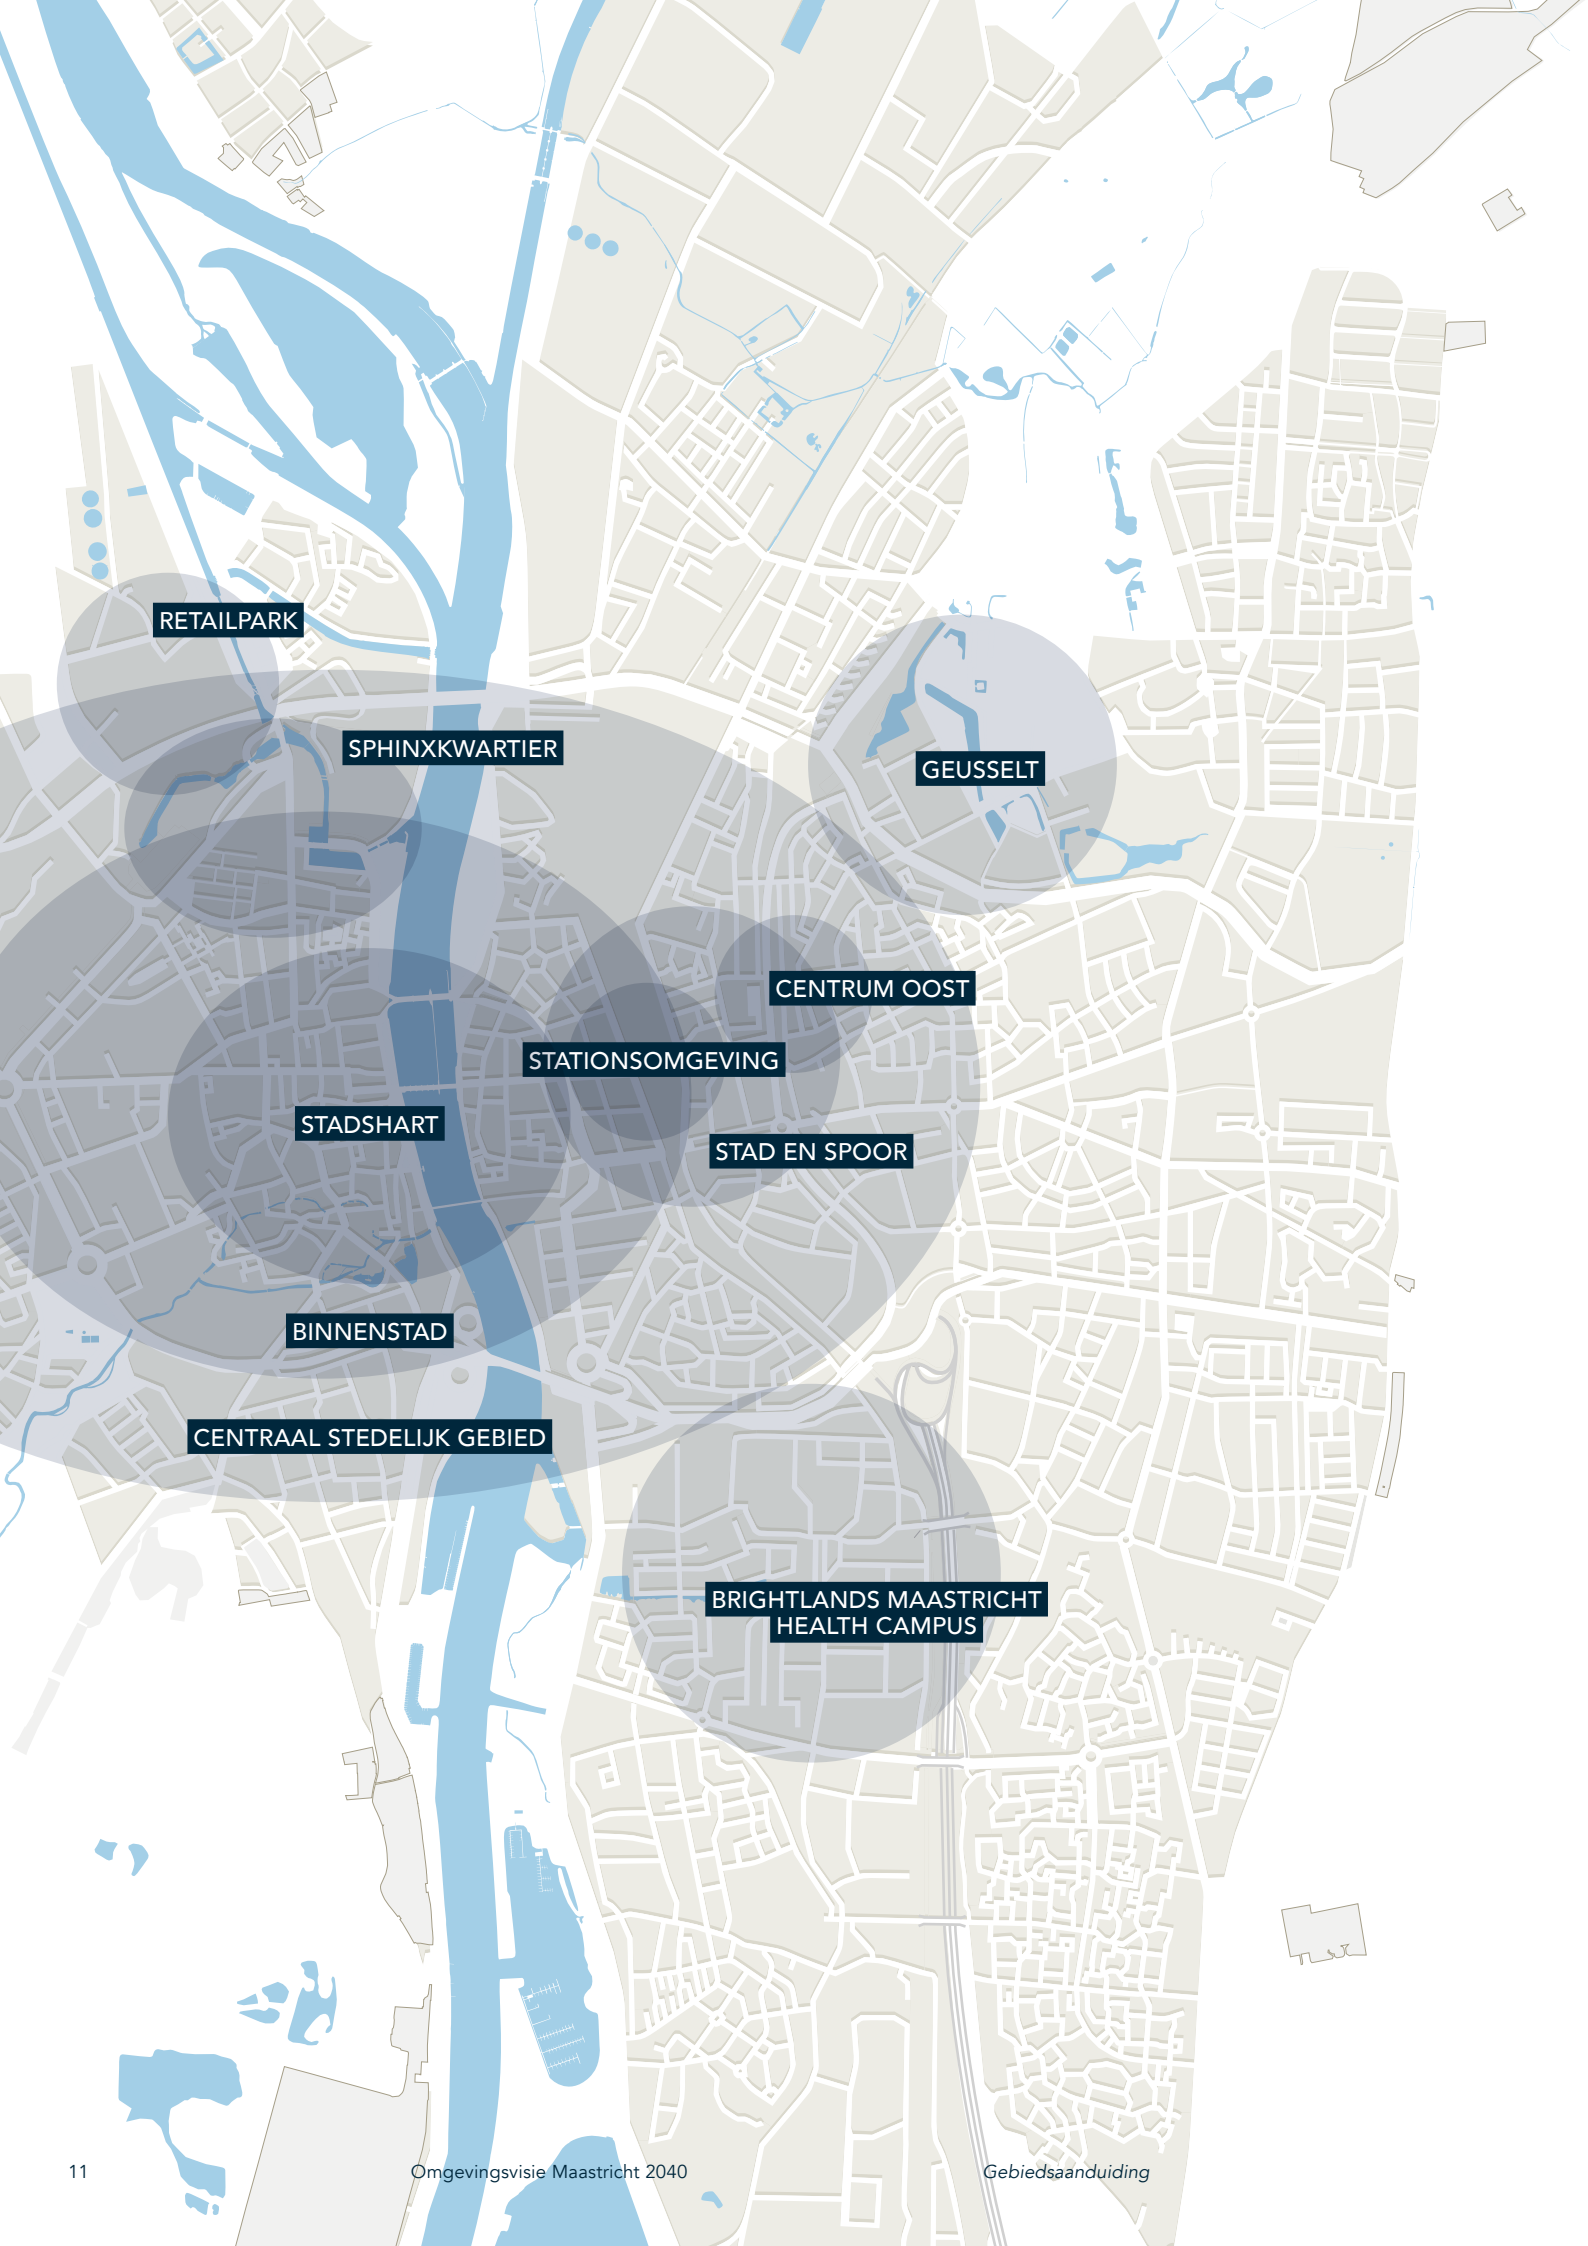 RETAILPARK
SPHINXKWARTIER
GEUSSELT
CENTRUM OOST
STATIONSOMGEVING
STADSHART
STAD EN SPOOR
BINNENSTAD
CENTRAAL STEDELIJK GEBIED
BRIGHTLANDS MAASTRICHT
HEALTH CAMPUS
11
Omgevingsvisie Maastricht 2040
Gebiedsaanduiding